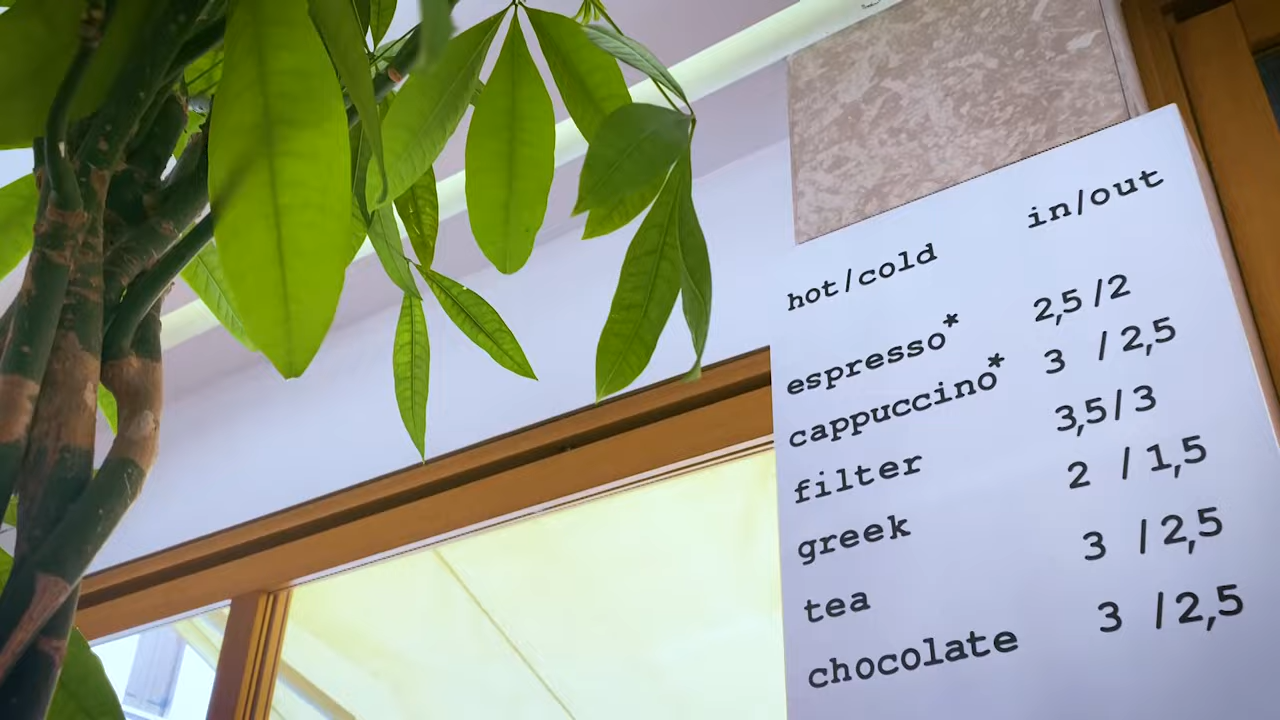 hot/cold in/out
espresso* 2,5/2
cappuccino* 3 /2,5
filter 3,5/3
greek 2 /1,5
tea 3 /2,5
chocolate 3 /2,5